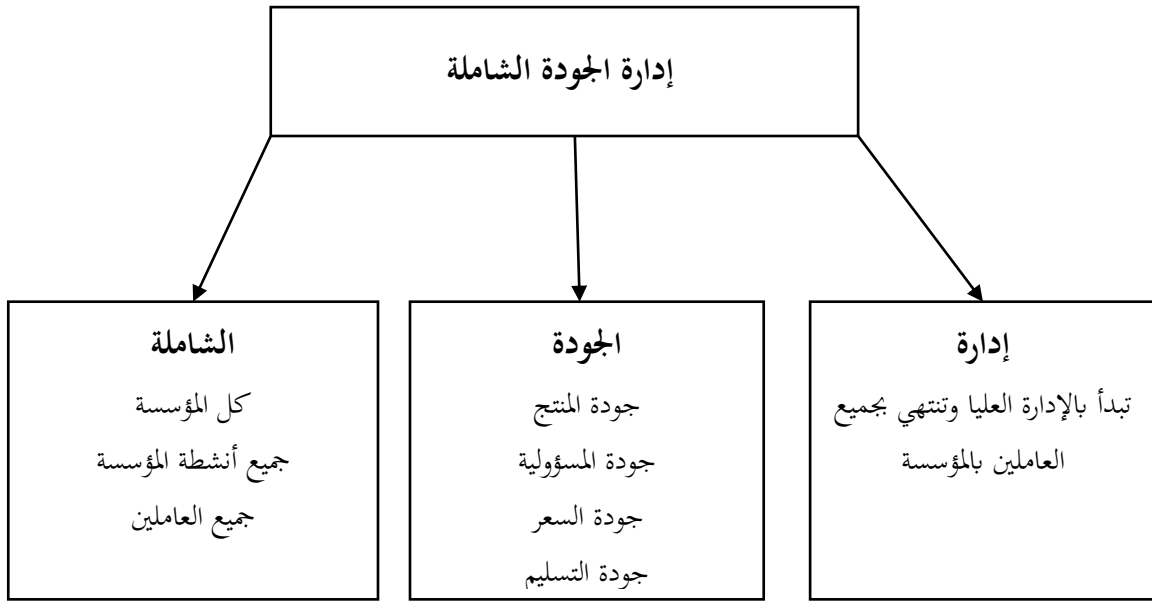 إدارة الجودة الشاملة
إدارة
تبدأ بالإدارة العليا وتنتهي بجميع
العاملين بالمؤسسة
الجودة
جودة المنتج
جودة المسؤولية
جودة السعر
جودة التسليم
الشاملة
كل المؤسسة
جميع أنشطة المؤسسة
جميع العاملين